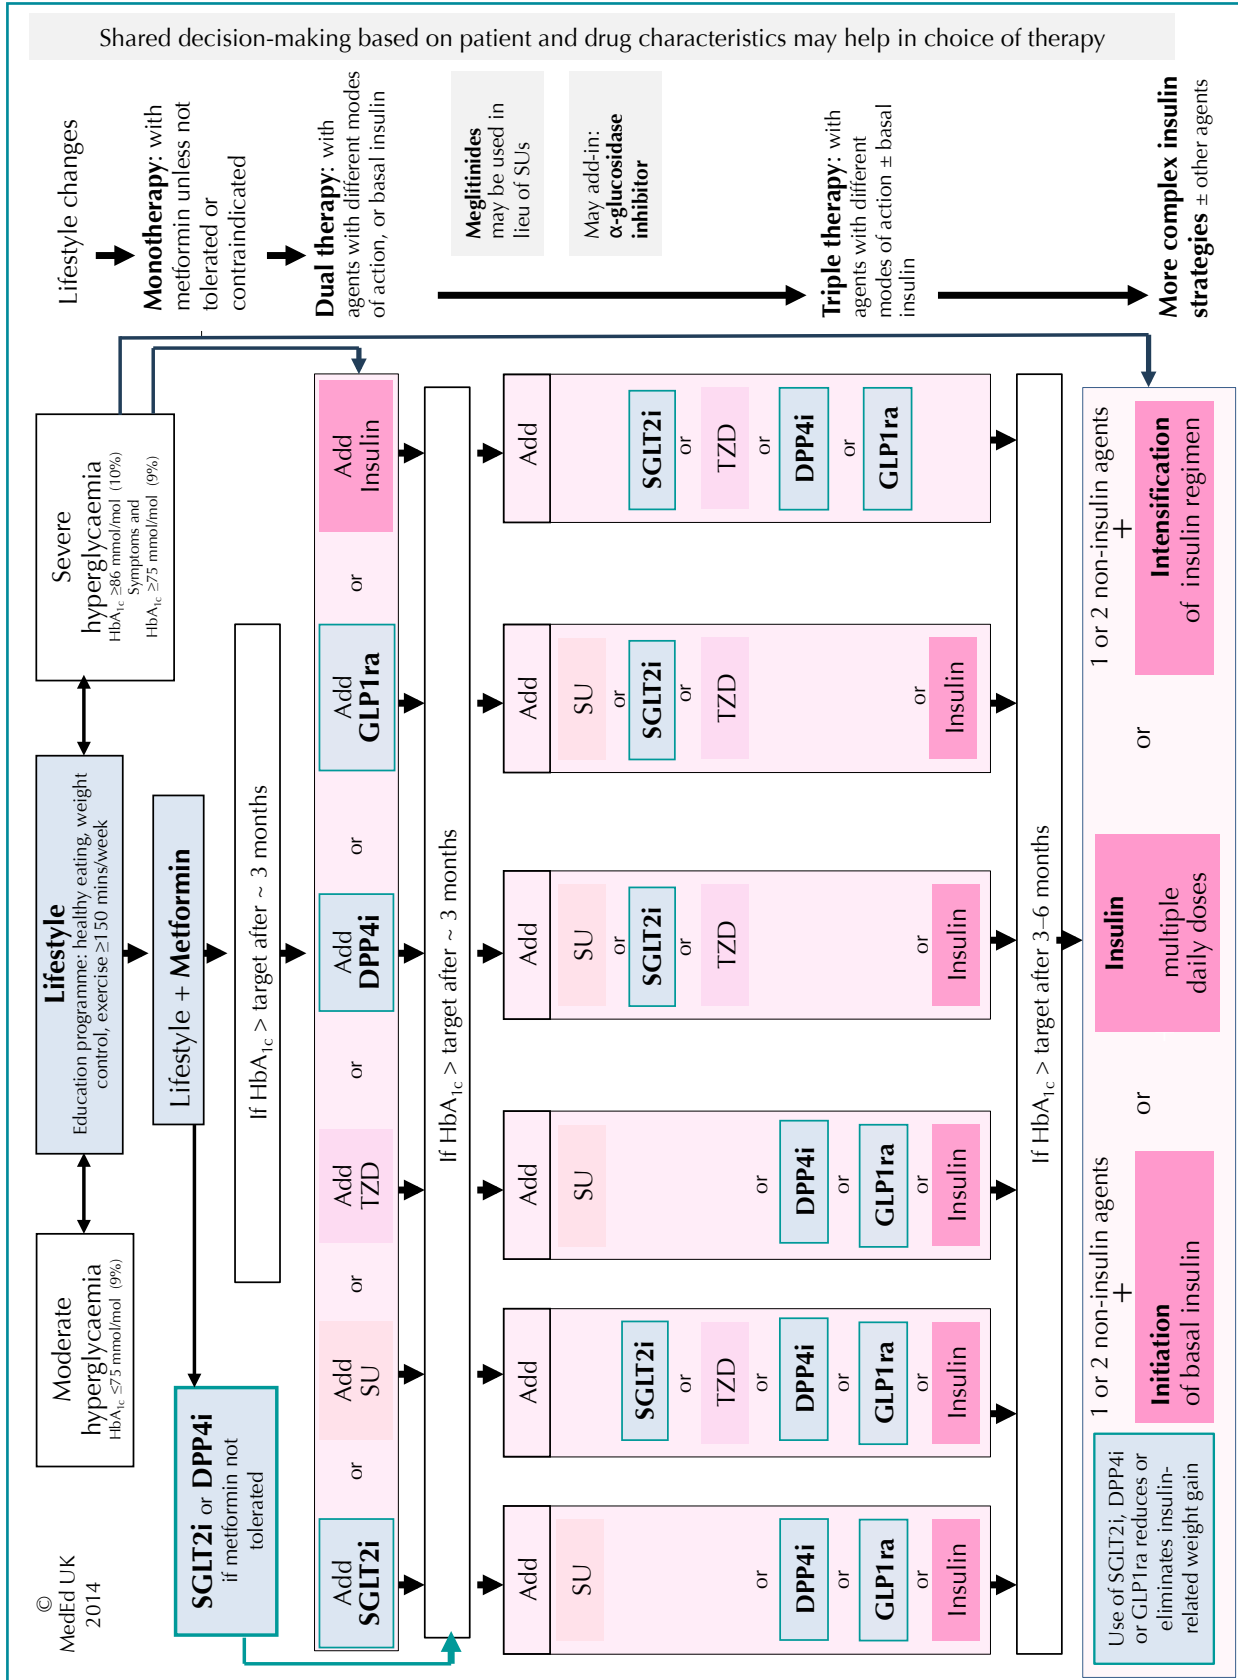 Shared decision-making based on patient and drug characteristics may help in choice of therapy
©
MedEd UK
2014
Moderate
hyperglycaemia
HbA1c ≤75 mmol/mol (9%)
Lifestyle
Education programme: healthy eating, weight
control, exercise ≥150 mins/week
Severe
hyperglycaemia
HbA1c ≥86 mmol/mol (10%)
Symptoms and
HbA1c ≥75 mmol/mol (9%)
Lifestyle changes
SGLT2i or DPP4i
if metformin not
tolerated
Lifestyle + Metformin
Monotherapy: with
metformin unless not
tolerated or
contraindicated
If HbA1c > target after ~ 3 months
Add
SGLT2i
or
Add
SU
or
Add
TZD
or
Add
DPP4i
or
Add
GLP1ra
or
Add
Insulin
Dual therapy: with
agents with different modes
of action, or basal insulin
If HbA1c > target after ~ 3 months
Meglitinides
may be used in
lieu of SUs
May add-in:
α-glucosidase
inhibitor
Add
SU
or
DPP4i
or
GLP1ra
or
Insulin
Add
SGLT2i
or
TZD
or
DPP4i
or
GLP1ra
or
Insulin
Add
SU
or
DPP4i
or
GLP1ra
or
Insulin
Add
SU
or
SGLT2i
or
TZD
or
Insulin
Add
SU
or
SGLT2i
or
TZD
or
Insulin
Add
SGLT2i
or
TZD
or
DPP4i
or
GLP1ra
Triple therapy: with
agents with different
modes of action ± basal
insulin
If HbA1c > target after 3–6 months
Use of SGLT2i, DPP4i
or GLP1ra reduces or
eliminates insulin-
related weight gain
1 or 2 non-insulin agents
+
Initiation
of basal insulin
or
Insulin
multiple
daily doses
or
1 or 2 non-insulin agents
+
Intensification
of insulin regimen
More complex insulin
strategies ± other agents